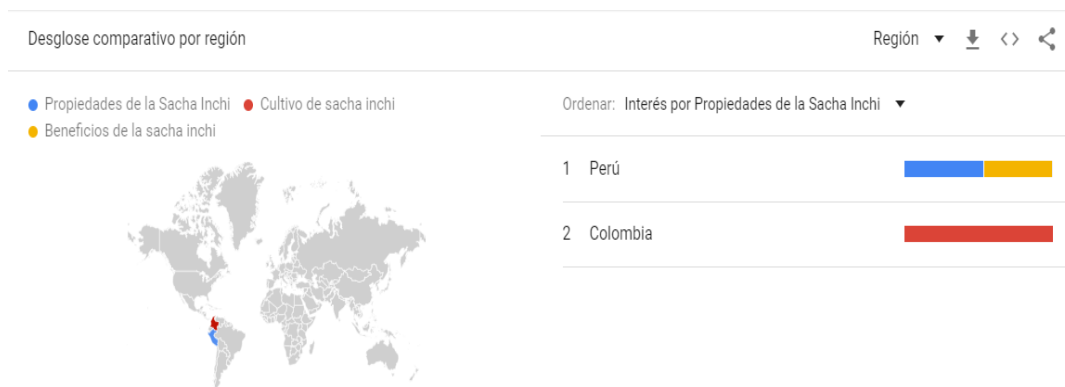 Desglose comparativo por región
Región
Propiedades de la Sacha Inchi
Cultivo de sacha inchi
Beneficios de la sacha inchi
Ordenar: Interés por Propiedades de la Sacha Inchi
1 Perú
2 Colombia